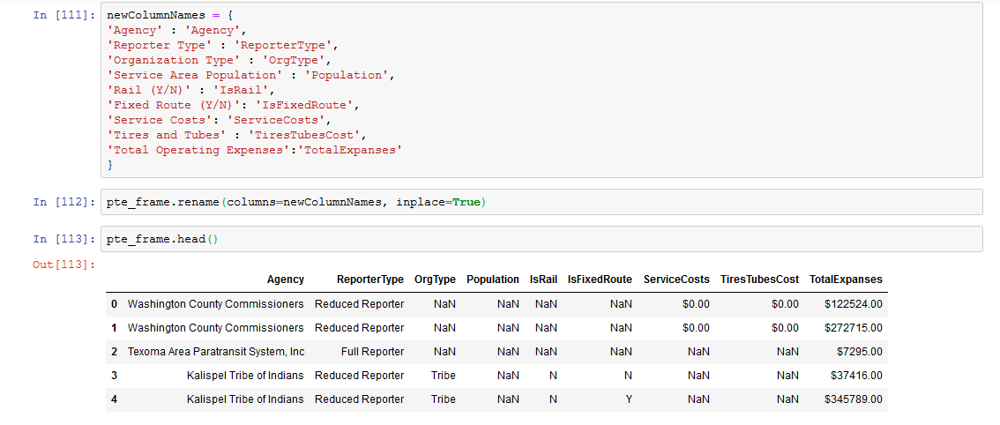 In [111]: newColumnNames = {
'Agency' : 'Agency',
'Reporter Type' : 'ReporterType',
'Organization Type' : 'OrgType',
'Service Area Population' : 'Population',
'Rail (Y/N)' : 'IsRail',
'Fixed Route (Y/N)': 'IsFixedRoute',
'Service Costs': 'ServiceCosts',
'Tires and Tubes' : 'TiresTubesCost',
'Total Operating Expenses':'TotalExpanses'
}
In [112]: pte_frame.rename(columns=newColumnNames, inplace=True)
In [113]: pte_frame.head()
Out[113]:
Agency ReporterType OrgType Population IsRail IsFixedRoute ServiceCosts TiresTubesCost TotalExpanses
0 Washington County Commissioners Reduced Reporter NaN NaN NaN NaN $0.00 $0.00 $122524.00
1 Washington County Commissioners Reduced Reporter NaN NaN NaN NaN $0.00 $0.00 $272715.00
2 Texoma Area Paratransit System, Inc Full Reporter NaN NaN NaN NaN NaN NaN $7295.00
3 Kalispel Tribe of Indians Reduced Reporter Tribe NaN N N NaN NaN $37416.00
4 Kalispel Tribe of Indians Reduced Reporter Tribe NaN N Y NaN NaN $345789.00